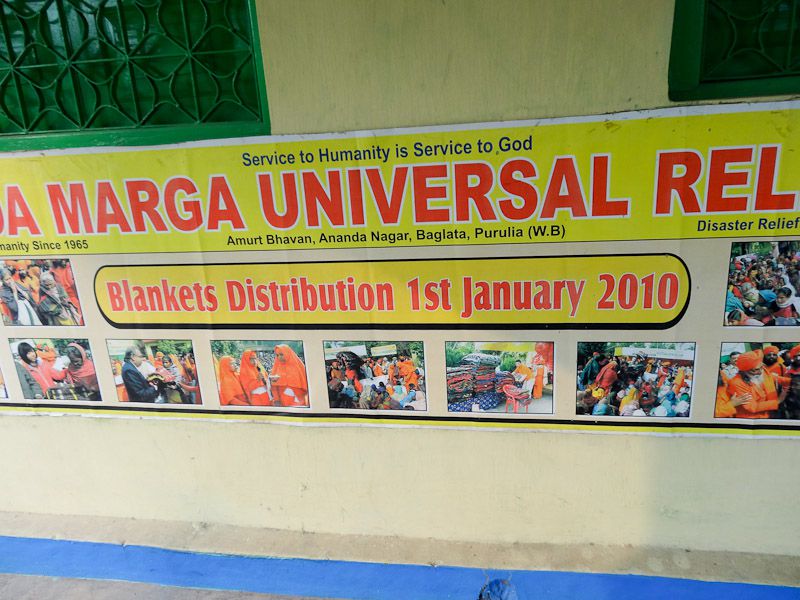 Service to Humanity is Service to God
DA MARGA UNIVERSAL REL
manity Since 1965
Amurt Bhavan, Ananda Nagar, Baglata, Purulia (W.B)
Disaster Relief
Blankets Distribution 1st January 2010